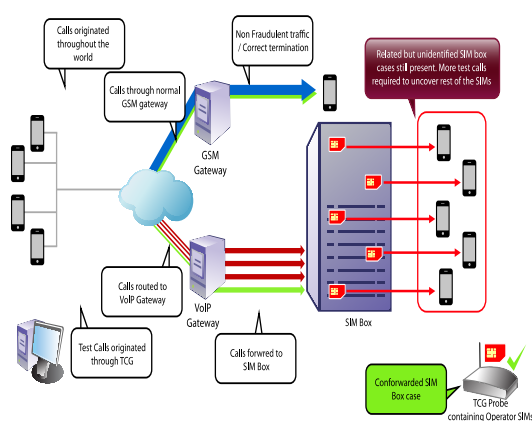 Calls originated
throughout the
world
Non Fraudulent traffic
/ Correct termination
Related but unidentified SIM box
cases still present. More test calls
required to uncover rest of the SIMs
Calls through normal
GSM gateway
GSM
Gateway
Calls routed to
VoIP Gateway
VoIP
Gateway
SIM Box
Test Calls originated
through TCG
Calls forwred to
SIM Box
Conforwarded SIM
Box case
TCG Probe
containing Operator SIMs